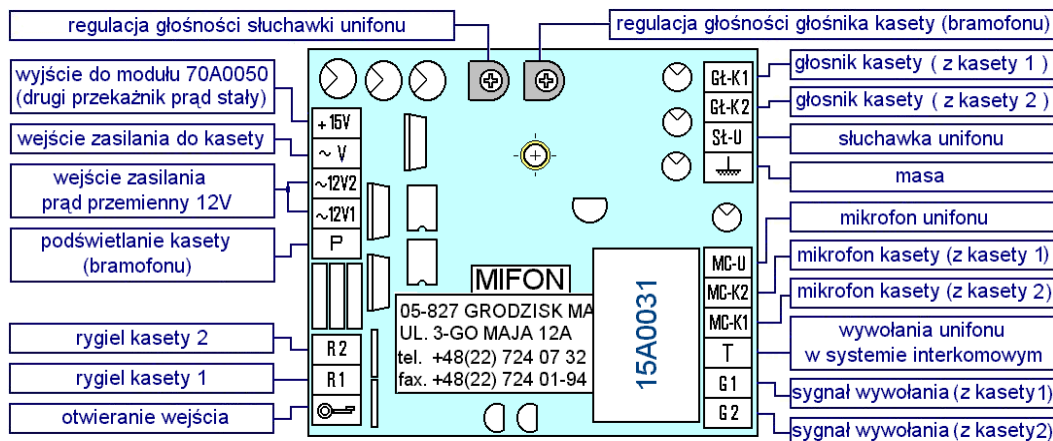 regulacja głośności słuchawki unifonu
regulacja głośności głośnika kasety (bramofonu)
wyjście do modułu 70A0050
(drugi przekażnik prąd stały)
wejście zasilania do kasety
wejście zasilania
prąd przemienny 12V
podświetlanie kasety
(bramofonu)
rygiel kasety 2
rygiel kasety 1
otwieranie wejścia
+15V
~ V
~12V2
~12V1
P
R 2
R1
MIFON
05-827 GRODZISK MA
UL. 3-GO MAJA 12A
tel. +48(22) 724 07 32
fax. +48(22) 724 01-94
15A0031
GŁ-K1
GŁ-K2
SŁ-U
MC-U
MC-K2
MC-K1
T
G1
G 2
głosnik kasety ( z kasety 1 )
głosnik kasety ( z kasety 2 )
słuchawka unifonu
masa
mikrofon unifonu
mikrofon kasety (z kasety 1)
mikrofon kasety (z kasety 2)
wywołania unifonu
w systemie interkomowym
sygnał wywołania (z kasety1)
sygnał wywołania (z kasety2)